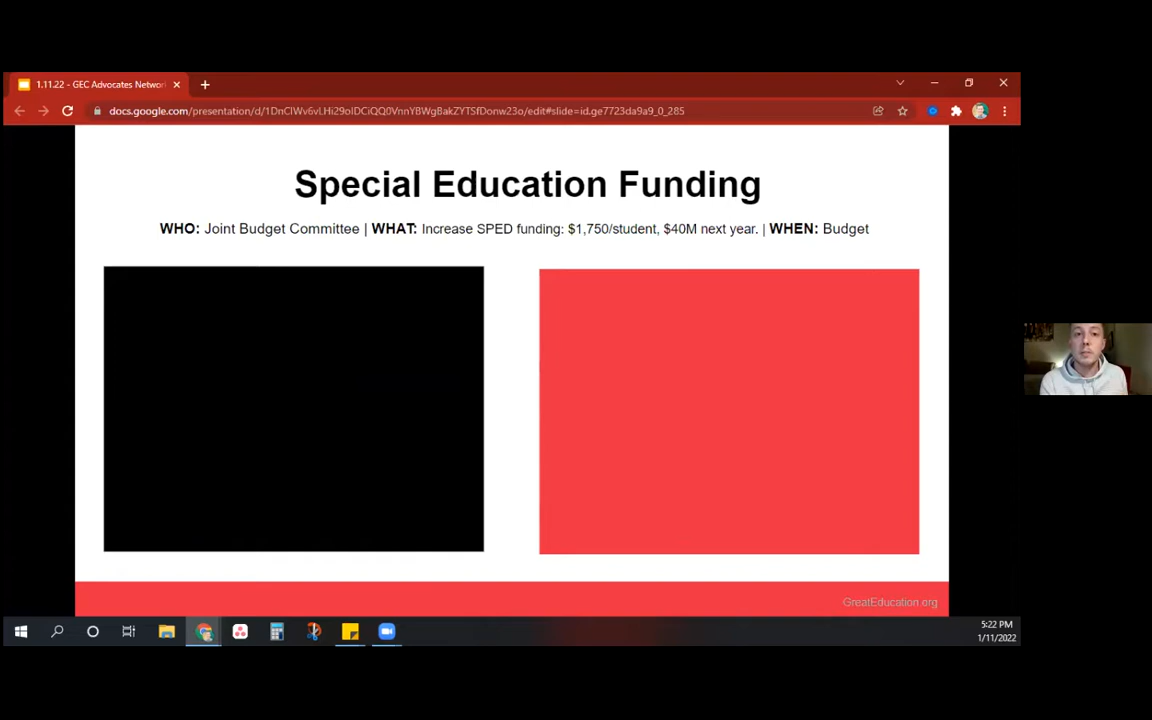 1.11.22 - GEC Advocates Networ
docs.google.com/presentation/d/1DnClWv6vLHi29olDCiQQ0VnnYBWgBakZYTSfDonw23o/edit#slide=id.ge7723da9a9_0_285
Special Education Funding
WHO: Joint Budget Committee | WHAT: Increase SPED funding: $1,750/student, $40M next year. | WHEN: Budget
GreatEducation.org
5:22 PM
1/11/2022